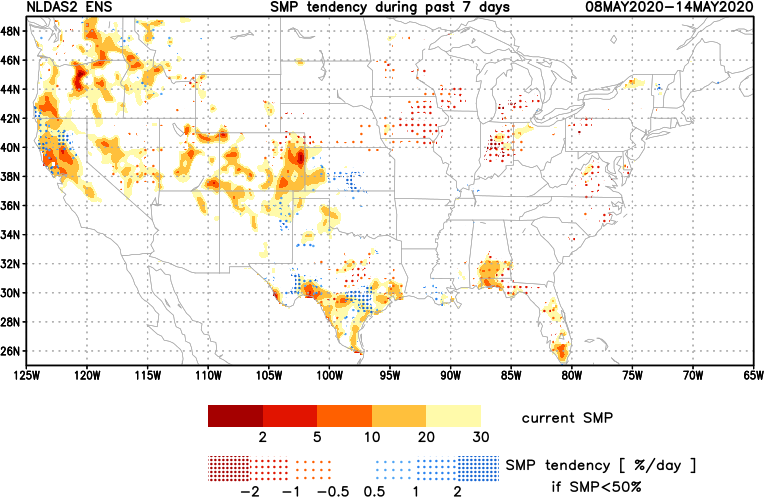 NLDAS2 ENS SMP tendency during past 7 days 08MAY2020-14MAY2020
48N
46N
44N
42N
40N
38N
36N
34N
32N
30N
28N
26N
125W 120W 115W 110W 105W 100W 95W 90W 85W 80W 75W 70W 65W
current SMP
2 5 10 20 30
SMP tendency [ %/day ]
if SMP<50%
-2 -1 -0.5 0.5 1 2